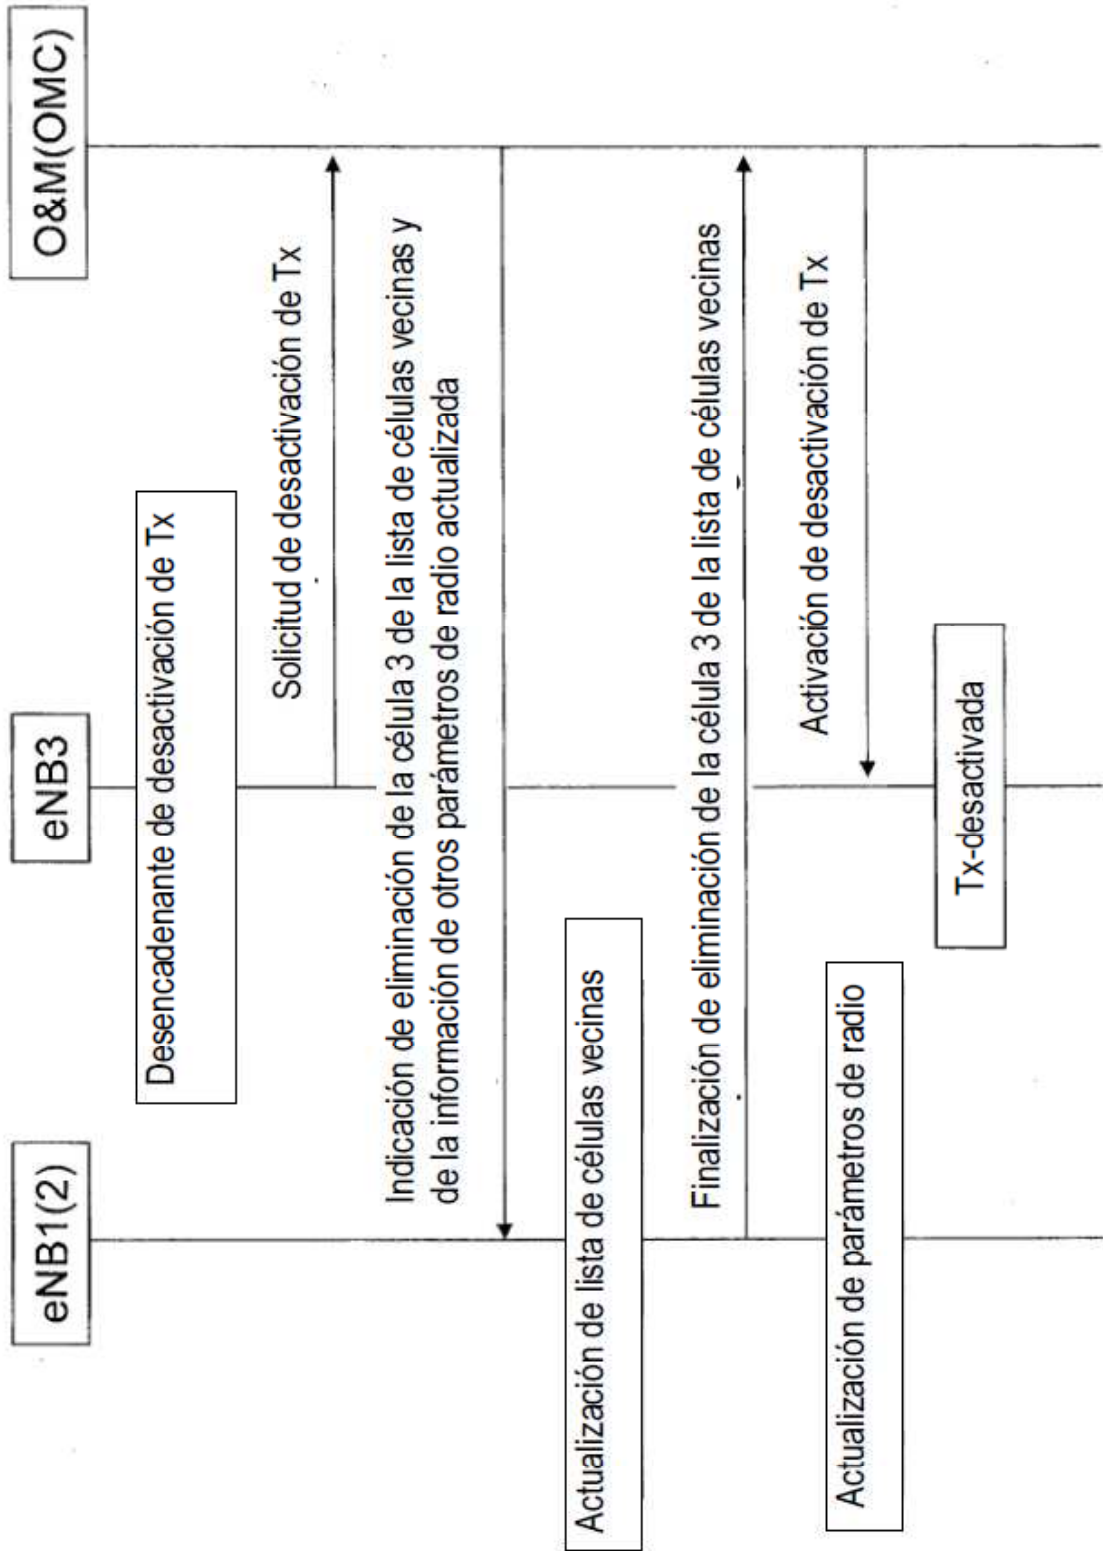 eNB1(2)
eNB3
O&M(OMC)
Desencadenante de desactivación de Tx
Solicitud de desactivación de Tx
Indicación de eliminación de la célula 3 de la lista de células vecinas y
de la información de otros parámetros de radio actualizada
Actualización de lista de células vecinas
Finalización de eliminación de la célula 3 de la lista de células vecinas
Actualización de parámetros de radio
Activación de desactivación de Tx
Tx-desactivada